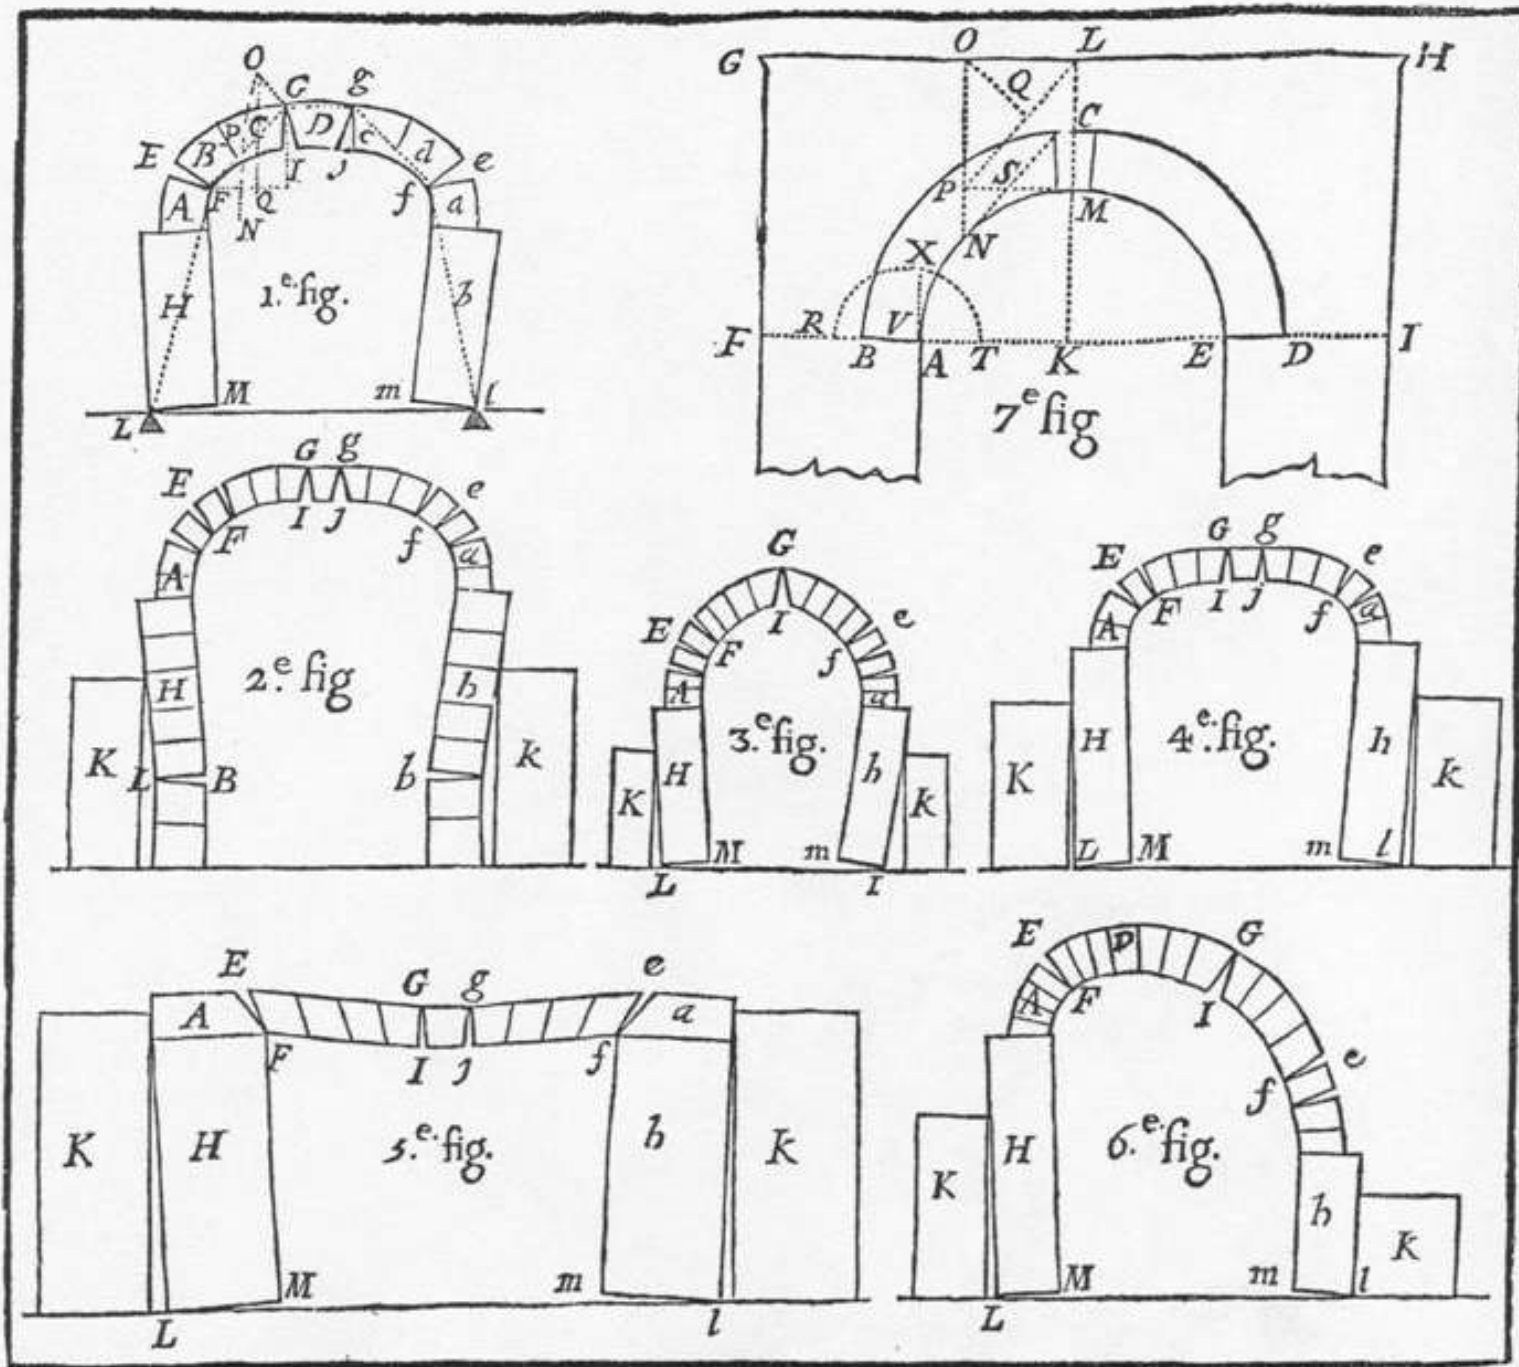 O
G g
E B P C D c d e
F I J f
A Q a
N
H 1.e fig. h
M m
L l
G O L H
Q
C
P S
N M
X
F R B V A T K E D I
7e fig
G g
E e
F I J f
A a
K H 2.e fig h k
L B b
G
E e
F I f
A a
K H 3.e fig. h k
M m
L I
G g
E e
F I J f
A a
K H 4.e fig. h k
L M m l
E G g e
A a
F I J f
K H 5.e fig. h k
M m
L l
E D G
A F I
e
f
K H 6.e fig. h k
M m l
L